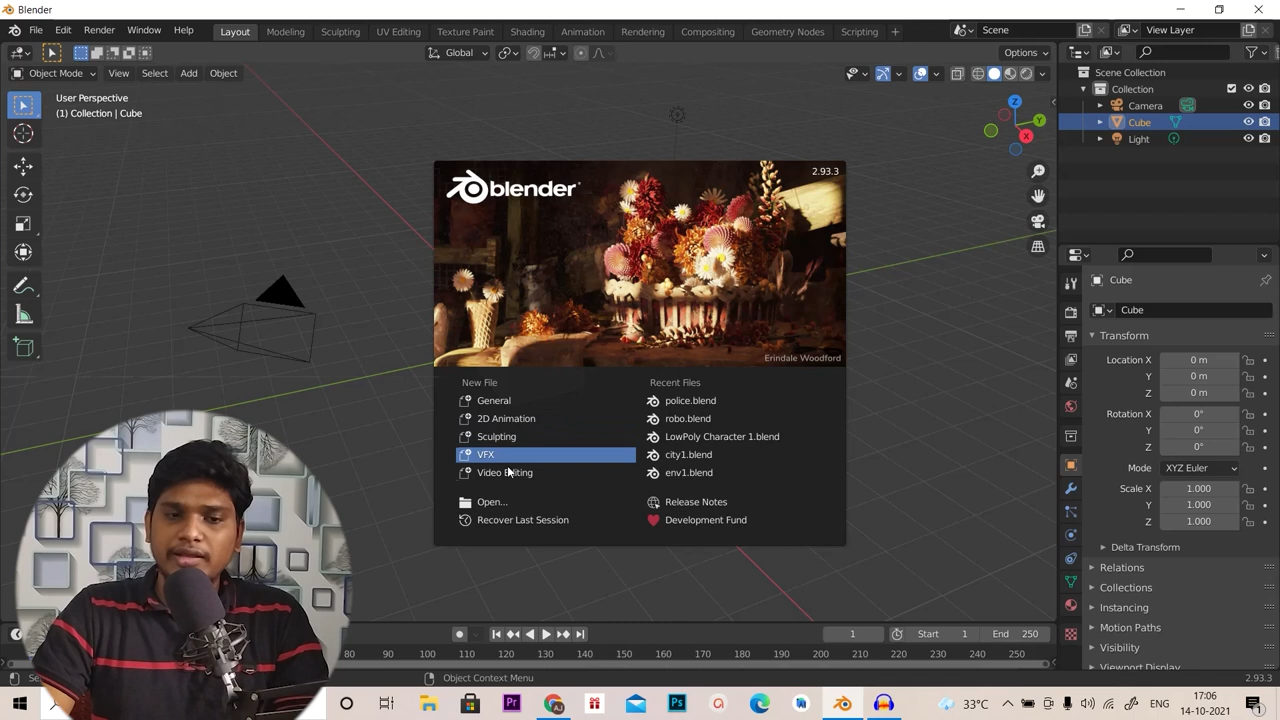 Blender
File Edit Render Window Help Layout Modeling Sculpting UV Editing Texture Paint Shading Animation Rendering Compositing Geometry Nodes Scripting + Scene View Layer
Global Options
Object Mode View Select Add Object
User Perspective
(1) Collection | Cube
Z
Y
X
Scene Collection
Collection
Camera
Cube
Light
blender
2.93.3
Erindale Woodford
New File
General
2D Animation
Sculpting
VFX
Video Editing
Open...
Recover Last Session
Recent Files
police.blend
robo.blend
LowPoly Character 1.blend
city1.blend
env1.blend
Release Notes
Development Fund
Cube
Cube
Transform
Location X 0 m
Y 0 m
Z 0 m
Rotation X 0°
Y 0°
Z 0°
Mode XYZ Euler
Scale X 1.000
Y 1.000
Z 1.000
Delta Transform
Relations
Collections
Instancing
Motion Paths
Visibility
Viewport Display
1 Start 1 End 250
80 90 100 110 120 130 140 150 160 170 180 190 200 210 220 230 240 250
Object Context Menu 2.93.3
Pr Ps 33°C ENG 17:06
14-10-2021
1